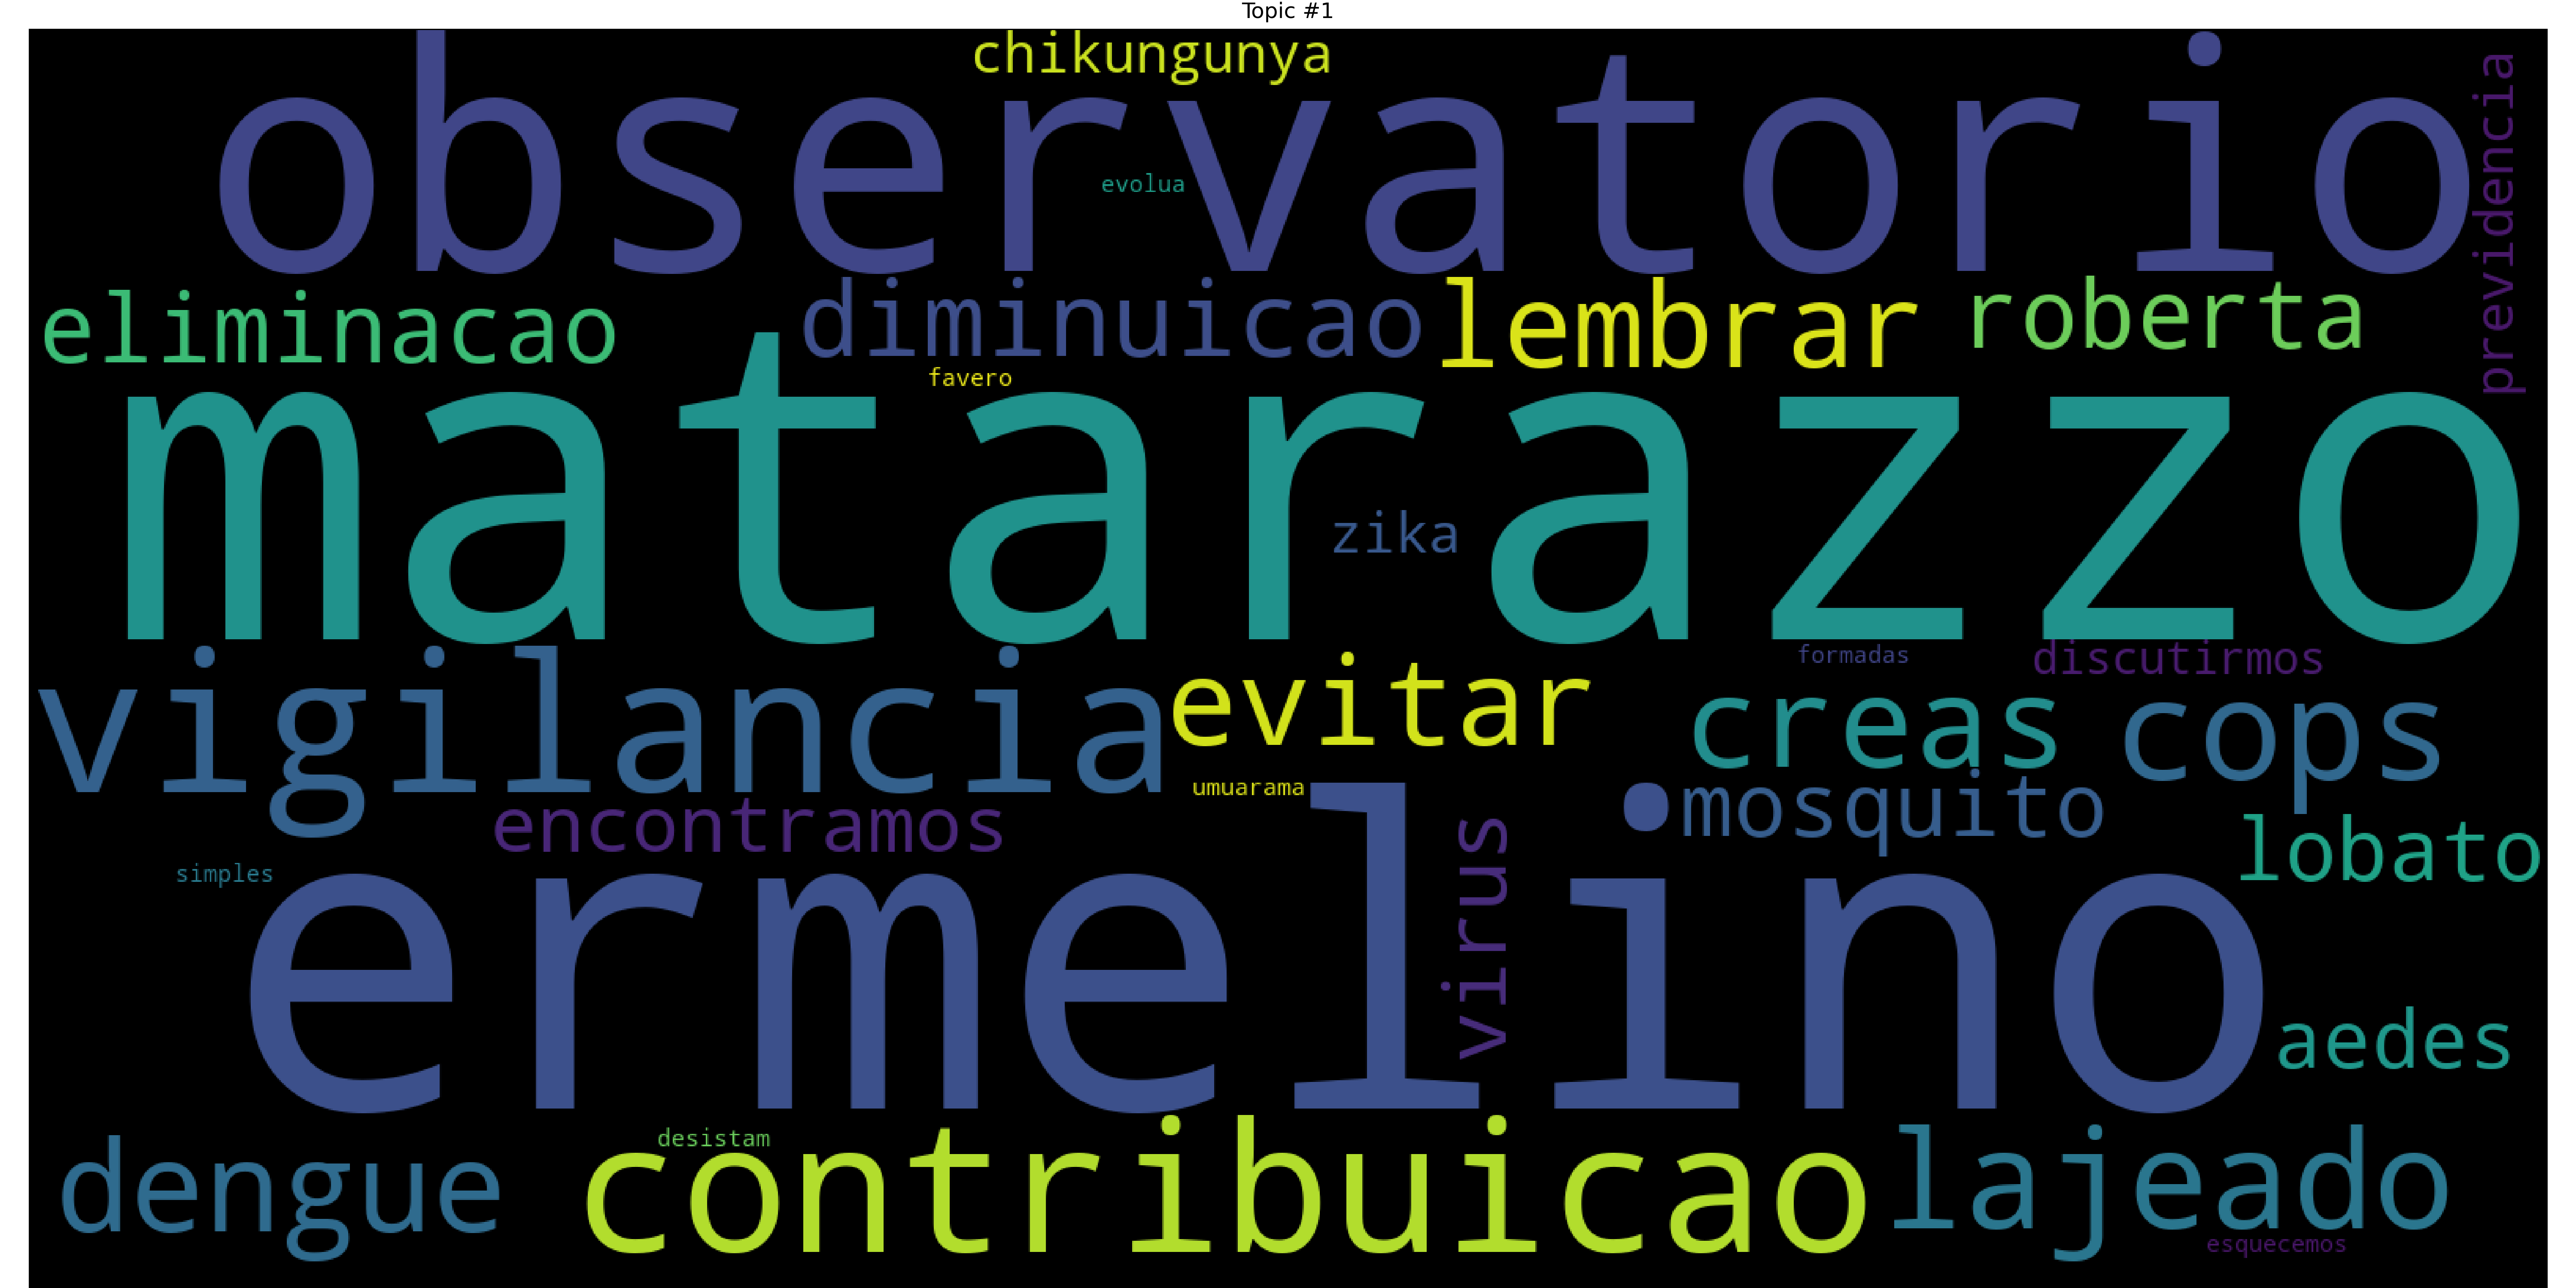 Topic #1
chikungunya
observatorio
previdencia
evolua
eliminacao
diminuicao
lembrar
roberta
favero
matarazzo
zika
formadas
discutirmos
vigilancia
evitar
creas
cops
umuarama
mosquito
encontramos
virus
lobato
simples
ermelino
aedes
desistam
dengue
contribuicao
lajeado
esquecemos